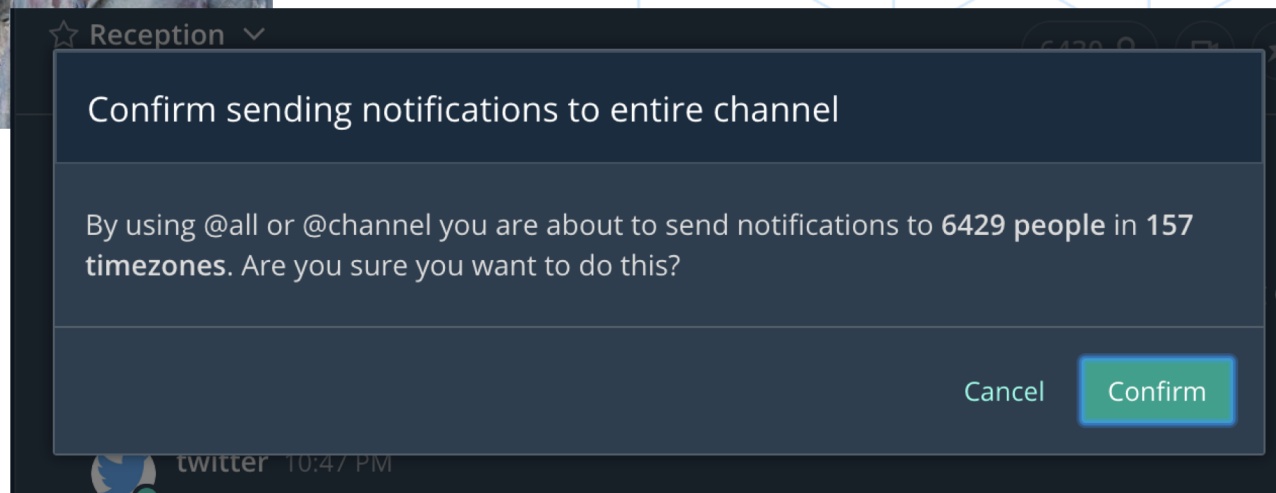 Reception
Confirm sending notifications to entire channel
By using @all or @channel you are about to send notifications to 6429 people in 157
timezones. Are you sure you want to do this?
Cancel Confirm
twitter 10:47 PM